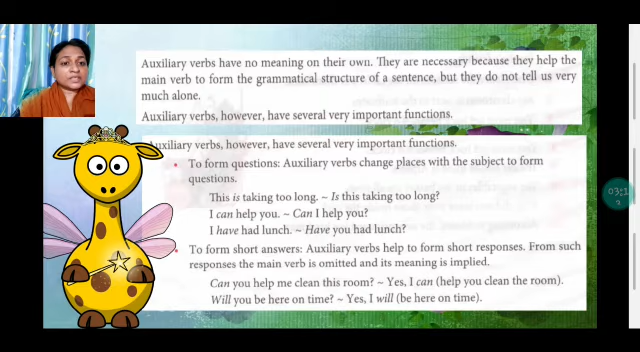 Auxiliary verbs have no meaning on their own. They are necessary because they help the
main verb to form the grammatical structure of a sentence, but they do not tell us very
much alone.
Auxiliary verbs, however, have several very important functions.
uxiliary verbs, however, have several very important functions.
• To form questions: Auxiliary verbs change places with the subject to form
questions.
This is taking too long. ~ Is this taking too long?
I can help you. ~ Can I help you?
I have had lunch. ~ Have you had lunch?
• To form short answers: Auxiliary verbs help to form short responses. From such
responses the main verb is omitted and its meaning is implied.
Can you help me clean this room? ~ Yes, I can (help you clean the room).
Will you be here on time? ~ Yes, I will (be here on time).